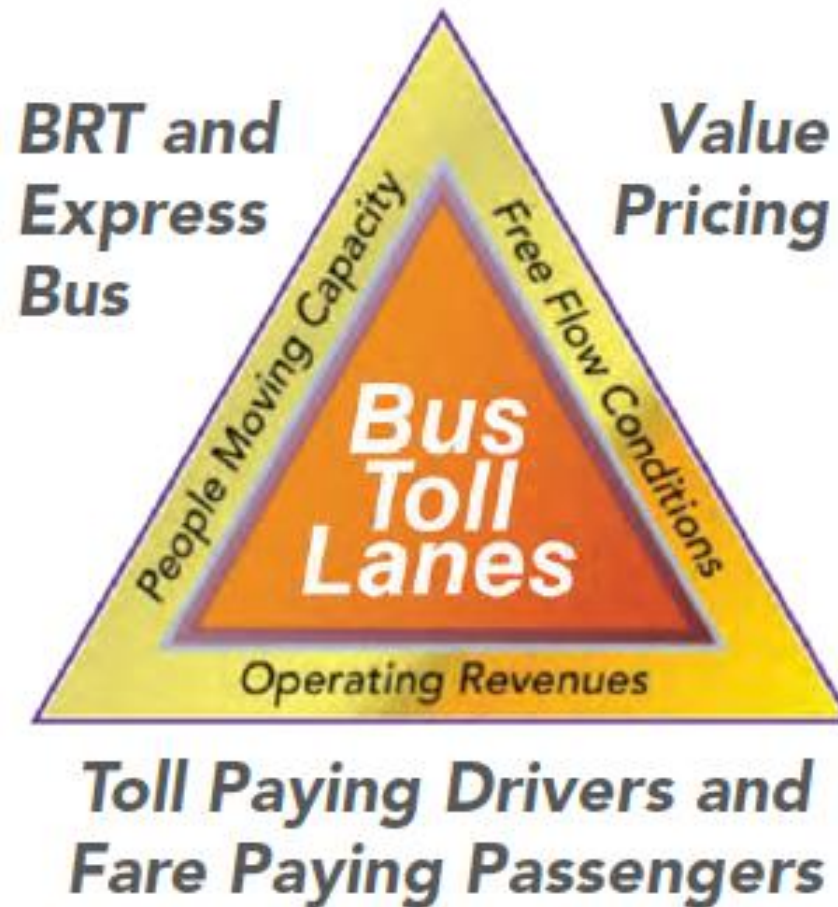 BRT and
Express
Bus
Value
Pricing
People Moving Capacity
Free Flow Conditions
Bus
Toll
Lanes
Operating Revenues
Toll Paying Drivers and
Fare Paying Passengers